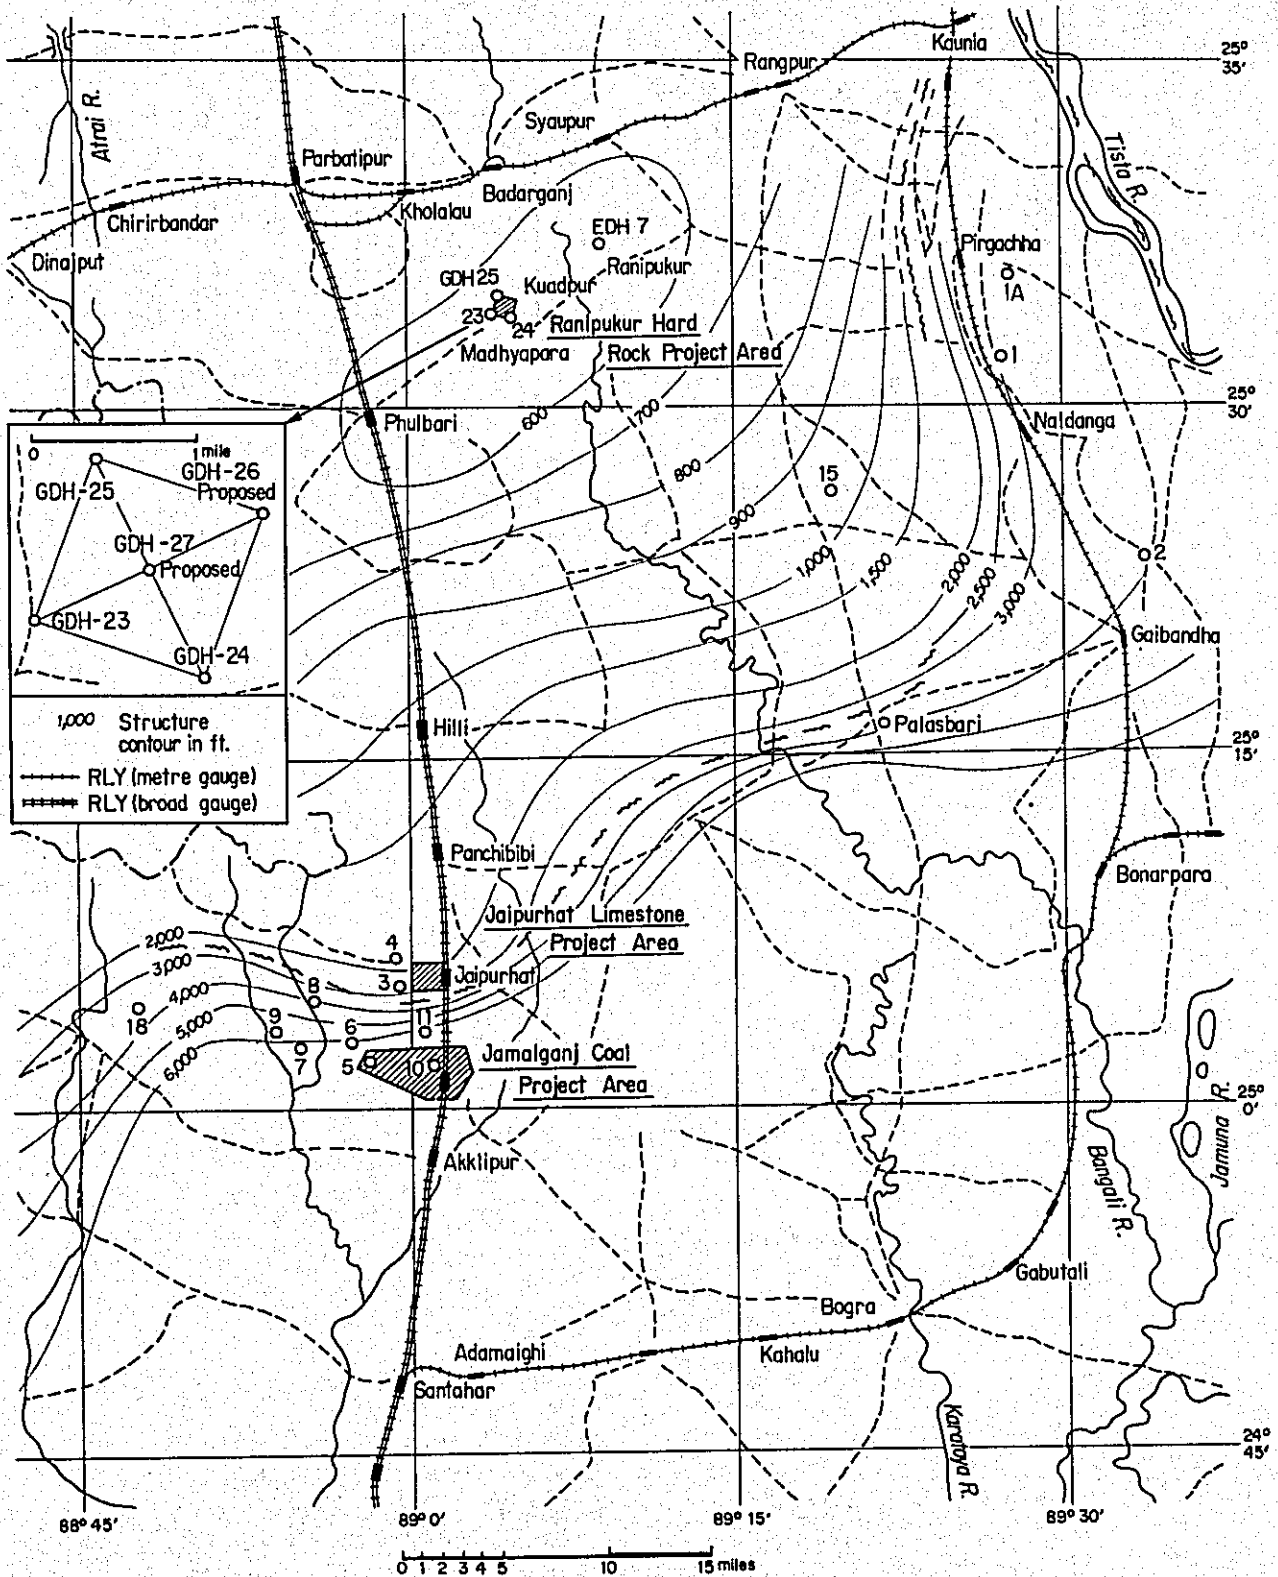 Kaunia
25°
35'
Rangpur
Atrai R.
Syaupur
Tista R.
Parbatipur
Badarganj
Kholalau
Chirirbandar
EDH 7
Pirgachha
Dinajput
Ranipukur
GDH25
Kuadpur
1A
23
24
Ranipukur Hard
Rock Project Area
Madhyapara
1
25°
30'
600
700
Phulbari
Naldanga
0
1
mile
GDH-26
Proposed
GDH-25
800
15
900
GDH-27
Proposed
2
1,000
1,500
2,000
2,500
3,000
GDH-23
GDH-24
Gaibandha
1,000 Structure
contour in ft.
Hilli
Palasbari
25°
15'
RLY (metre gauge)
RLY (broad gauge)
Panchibibi
Bonarpara
Jaipurhat Limestone
Project Area
2,000
4
3,000
Jaipurhat
3
8
4,000
18
9
6
11
5,000
6,000
7
5
10
Jamalganj Coal
Project Area
25°
0'
Jamuna R.
Akklipur
Bangali R.
Gabutali
Bogra
Adamaighi
Kahalu
Santahar
Karatoya R.
24°
45'
88° 45'
89° 0'
89° 15'
89° 30'
0 1 2 3 4 5 10 15 miles